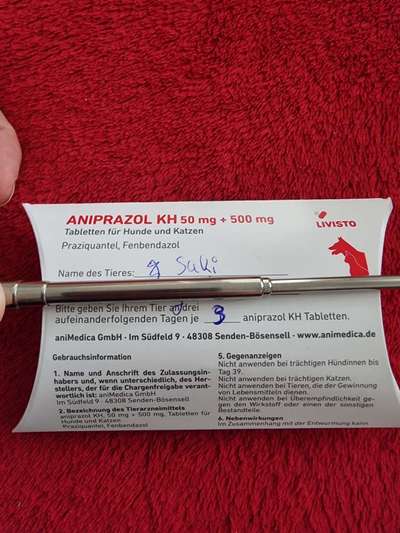 ANIPRAZOL KH 50 mg + 500 mg
Tabletten für Hunde und Katzen
LIVISTO
Praziquantel, Fenbendazol
Name des Tieres: Saki
Bitte geben Sie Ihrem Tier an drei
aufeinanderfolgenden Tagen je 3 aniprazol KH Tabletten.
aniMedica GmbH · Im Südfeld 9 · 48308 Senden-Bösensell · www.animedica.de
Gebrauchsinformation
1. Name und Anschrift des Zulassungsin-
habers und, wenn unterschiedlich, des Her-
stellers, der für die Chargenfreigabe verant-
wortlich ist: aniMedica GmbH
Im Südfeld 9 · 48308 Senden-Bösensell
2. Bezeichnung des Tierarzneimittels
aniprazol KH, 50 mg + 500 mg, Tabletten für
Hunde und Katzen
Praziquantel, Fenbendazol
5. Gegenanzeigen
Nicht anwenden bei trächtigen Hündinnen bis
Tag 39.
Nicht anwenden bei trächtigen Katzen.
Nicht anwenden bei Tieren, die der Gewinnung
von Lebensmitteln dienen.
Nicht anwenden bei Überempfindlichkeit ge-
gen den Wirkstoff oder einen der sonstigen
Bestandteile.
6. Nebenwirkungen
Im Zusammenhang mit der Entwurmung kann